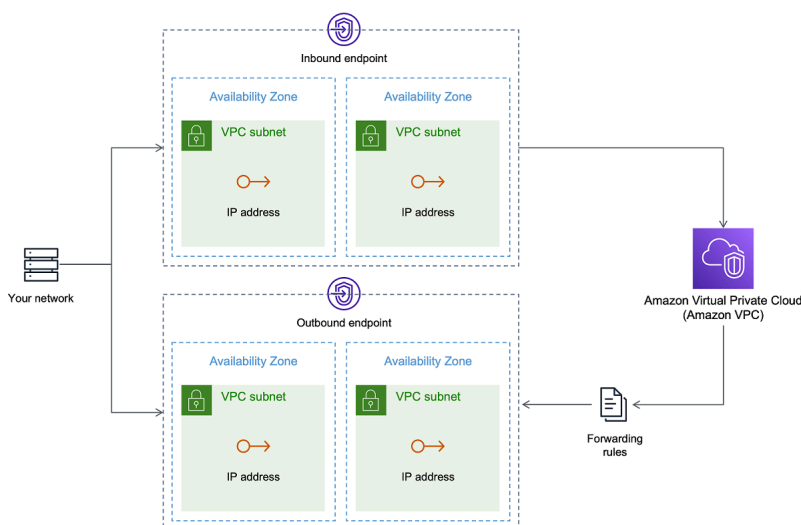 Inbound endpoint
Availability Zone
Availability Zone
VPC subnet
VPC subnet
IP address
IP address
Your network
Amazon Virtual Private Cloud
(Amazon VPC)
Outbound endpoint
Availability Zone
Availability Zone
VPC subnet
VPC subnet
IP address
IP address
Forwarding
rules